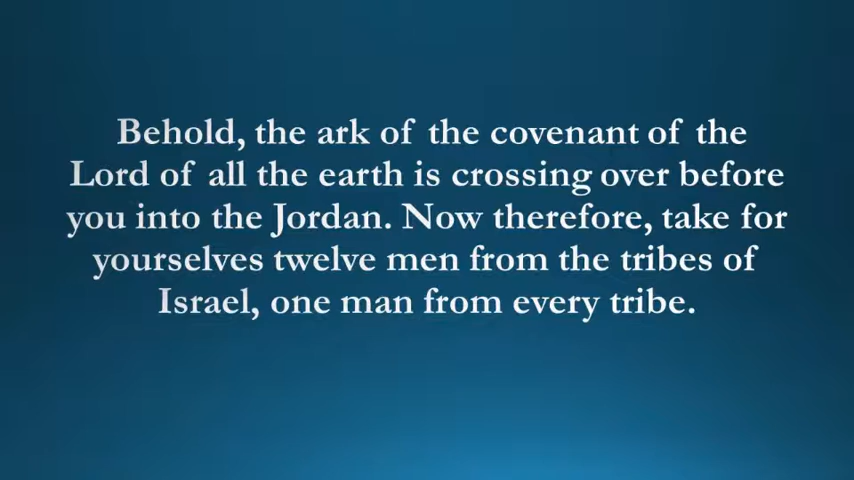 Behold, the ark of the covenant of the
Lord of all the earth is crossing over before
you into the Jordan. Now therefore, take for
yourselves twelve men from the tribes of
Israel, one man from every tribe.